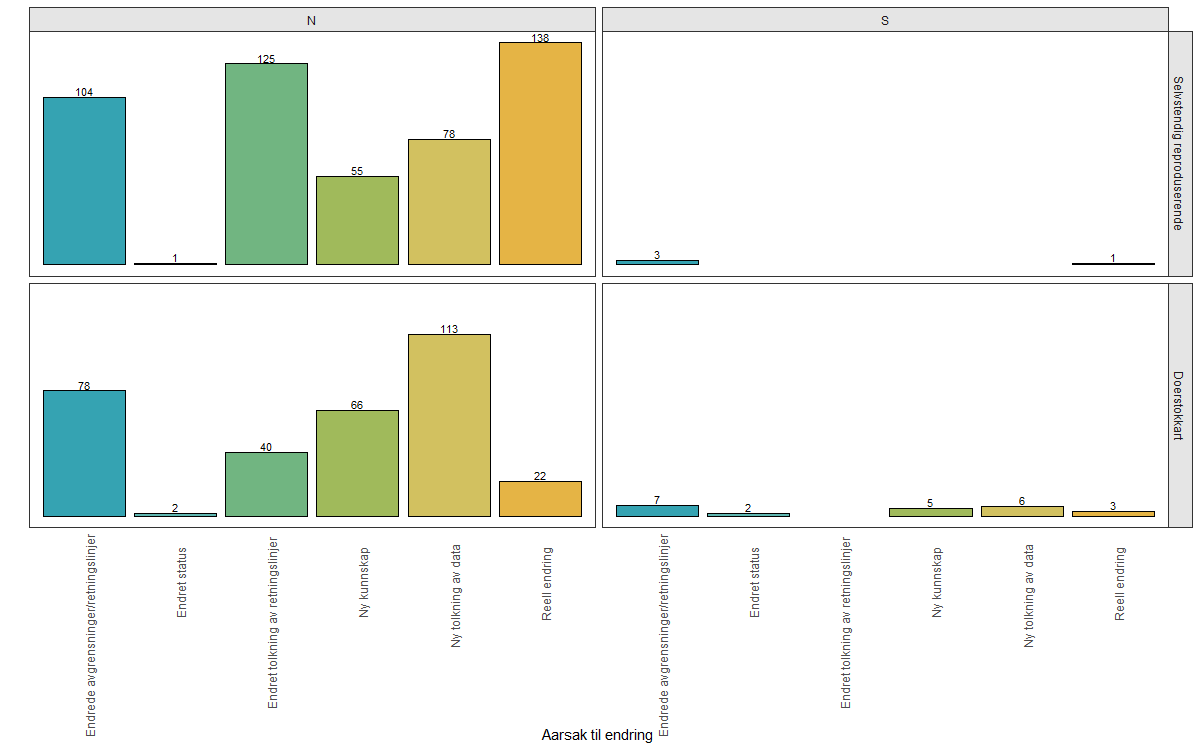 N
S
104
1
125
55
78
138
3
1
Selvstendig reproduserende
78
2
40
66
113
22
7
2
5
6
3
Doerstokkart
Endrede avgrensninger/retningslinjer
Endret status
Endret tolkning av retningslinjer
Ny kunnskap
Ny tolkning av data
Reell endring
Endrede avgrensninger/retningslinjer
Endret status
Endret tolkning av retningslinjer
Ny kunnskap
Ny tolkning av data
Reell endring
Aarsak til endring